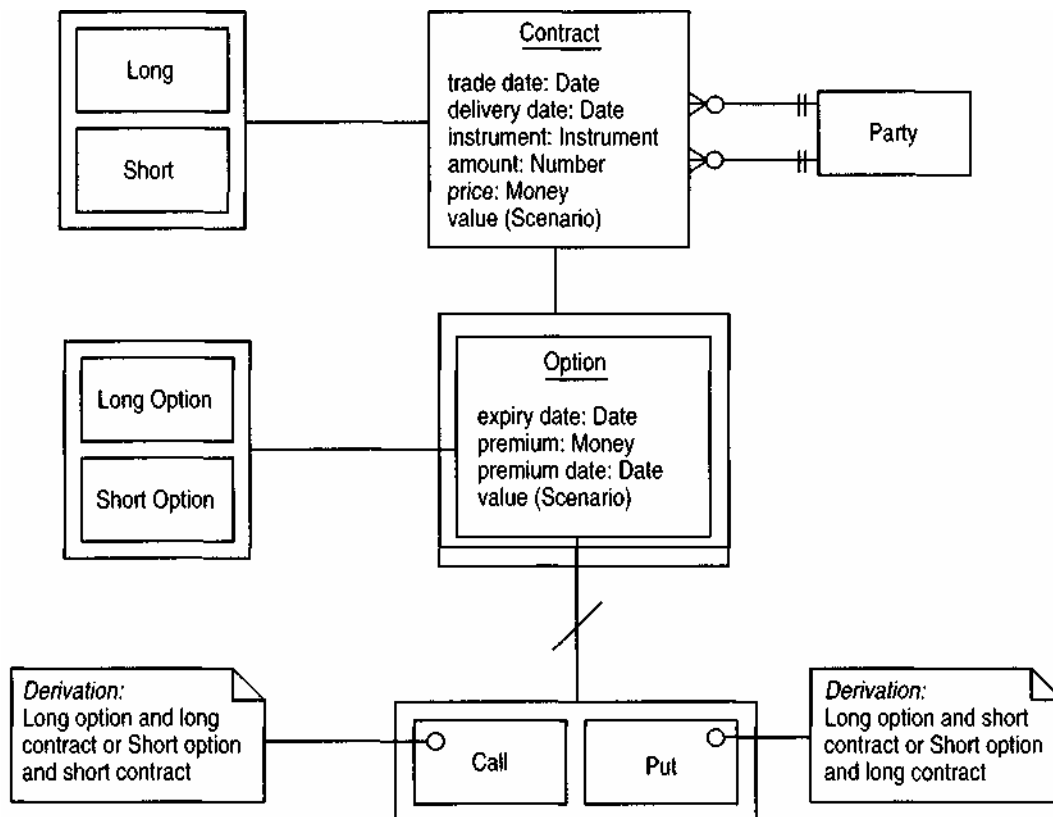 Long
Short
Contract
trade date: Date
delivery date: Date
instrument: Instrument
amount: Number
price: Money
value (Scenario)
Party
Long Option
Short Option
Option
expiry date: Date
premium: Money
premium date: Date
value (Scenario)
Derivation:
Long option and long
contract or Short option
and short contract
Call
Put
Derivation:
Long option and short
contract or Short option
and long contract